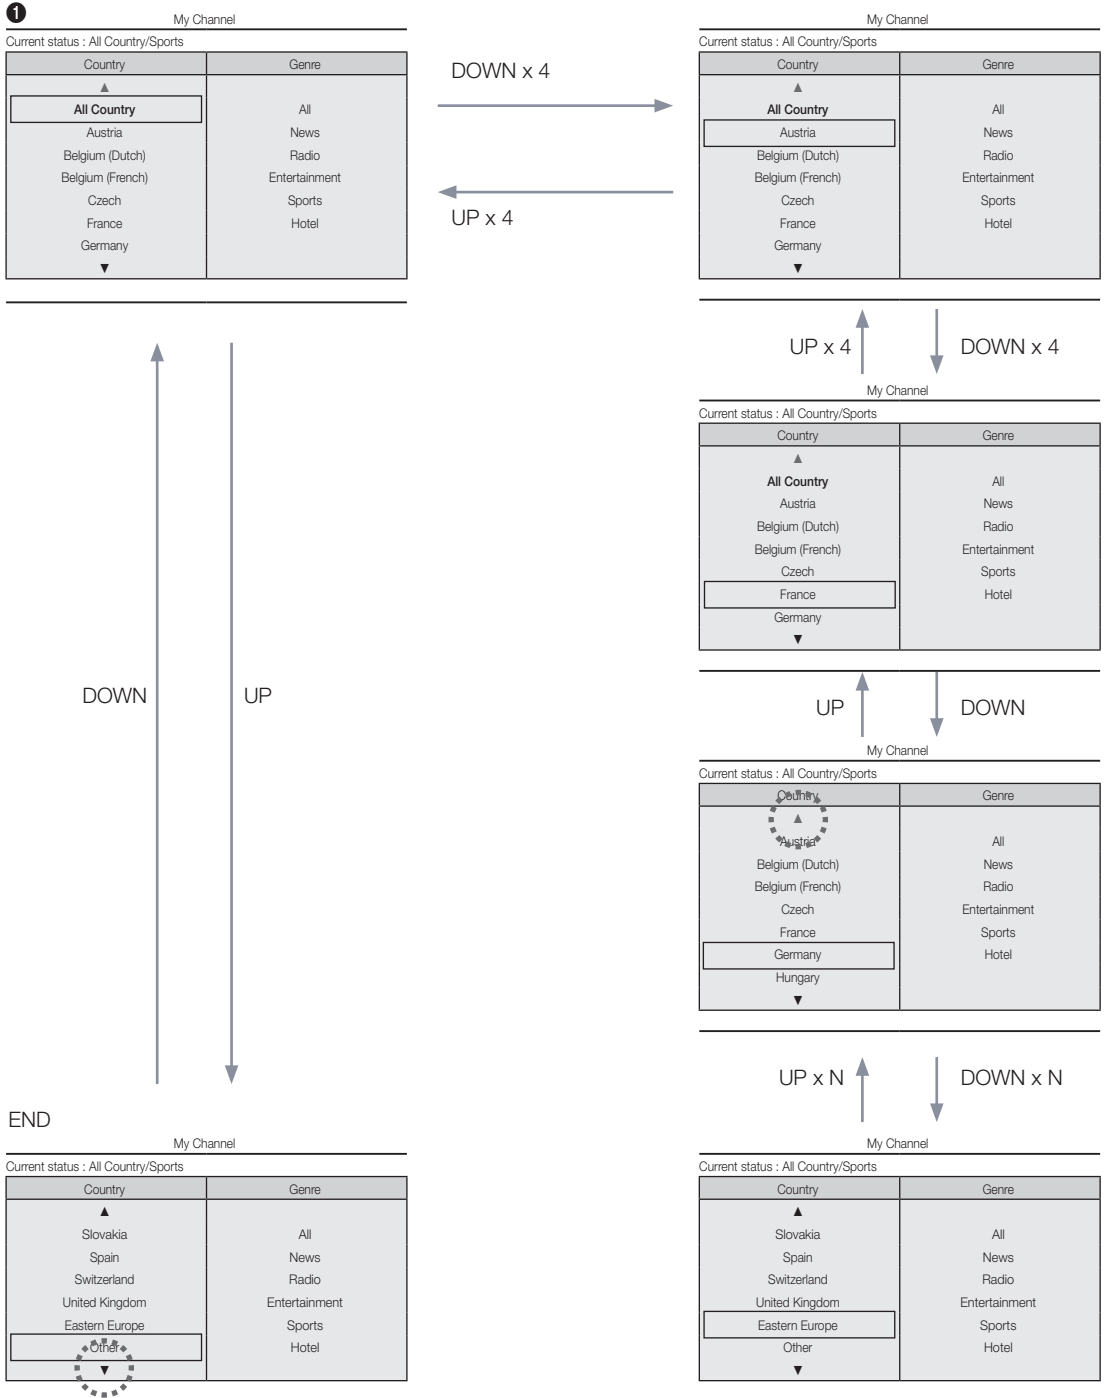 ❶
My Channel
Current status : All Country/Sports
Country Genre
▲
All Country All
Austria News
Belgium (Dutch) Radio
Belgium (French) Entertainment
Czech Sports
France Hotel
Germany
▼
DOWN x 4
UP x 4
My Channel
Current status : All Country/Sports
Country Genre
▲
All Country All
Austria News
Belgium (Dutch) Radio
Belgium (French) Entertainment
Czech Sports
France Hotel
Germany
▼
UP x 4 DOWN x 4
My Channel
Current status : All Country/Sports
Country Genre
▲
All Country All
Austria News
Belgium (Dutch) Radio
Belgium (French) Entertainment
Czech Sports
France Hotel
Germany
▼
DOWN UP
UP DOWN
My Channel
Current status : All Country/Sports
Country Genre
▲
Austria All
Belgium (Dutch) News
Belgium (French) Radio
Czech Entertainment
France Sports
Germany Hotel
Hungary
▼
UP x N DOWN x N
END
My Channel
Current status : All Country/Sports
Country Genre
▲
Slovakia All
Spain News
Switzerland Radio
United Kingdom Entertainment
Eastern Europe Sports
Other Hotel
▼
My Channel
Current status : All Country/Sports
Country Genre
▲
Slovakia All
Spain News
Switzerland Radio
United Kingdom Entertainment
Eastern Europe Sports
Other Hotel
▼